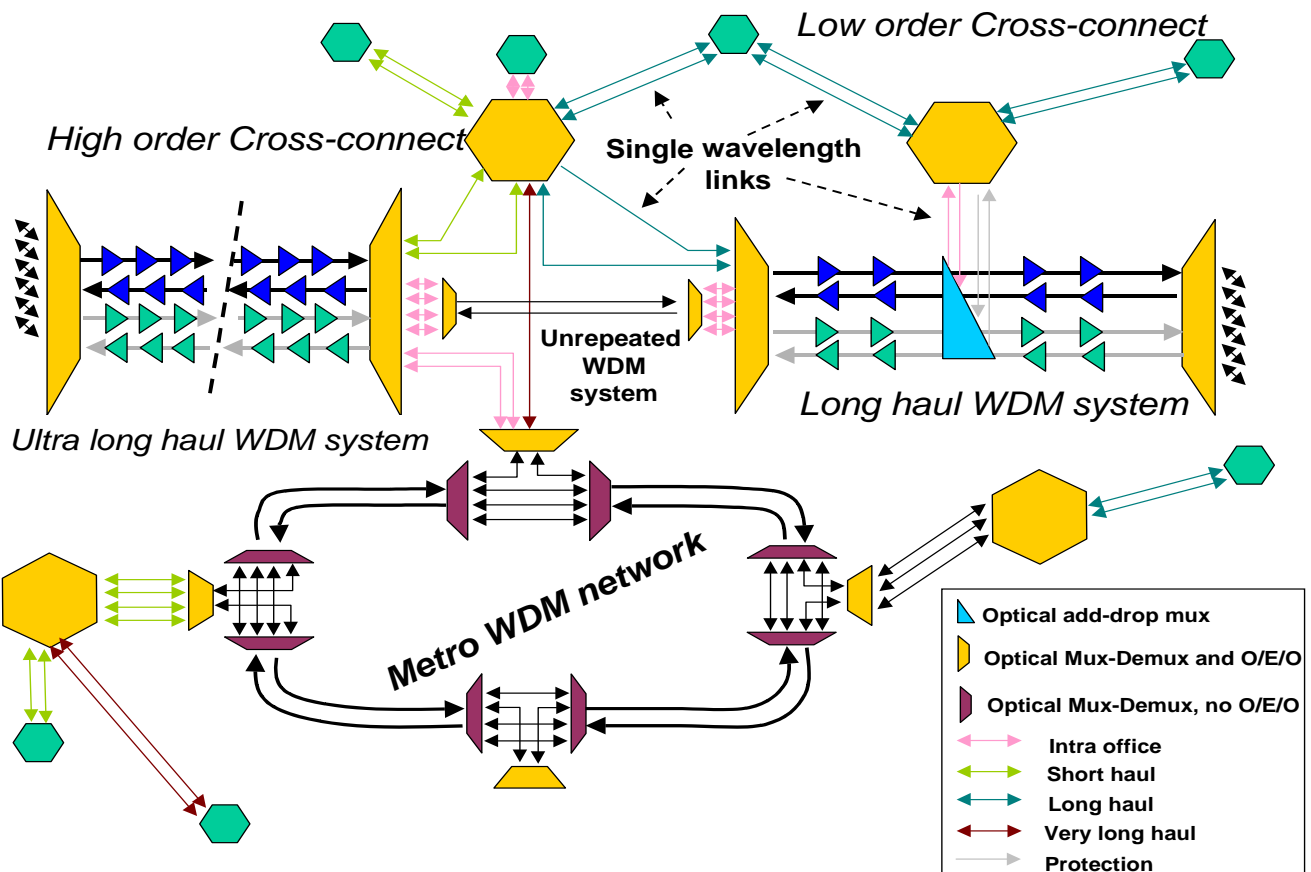 Low order Cross-connect
High order Cross-connect
Single wavelength
links
Unrepeated
WDM
system
Ultra long haul WDM system
Long haul WDM system
Metro WDM network
Optical add-drop mux
Optical Mux-Demux and O/E/O
Optical Mux-Demux, no O/E/O
Intra office
Short haul
Long haul
Very long haul
Protection